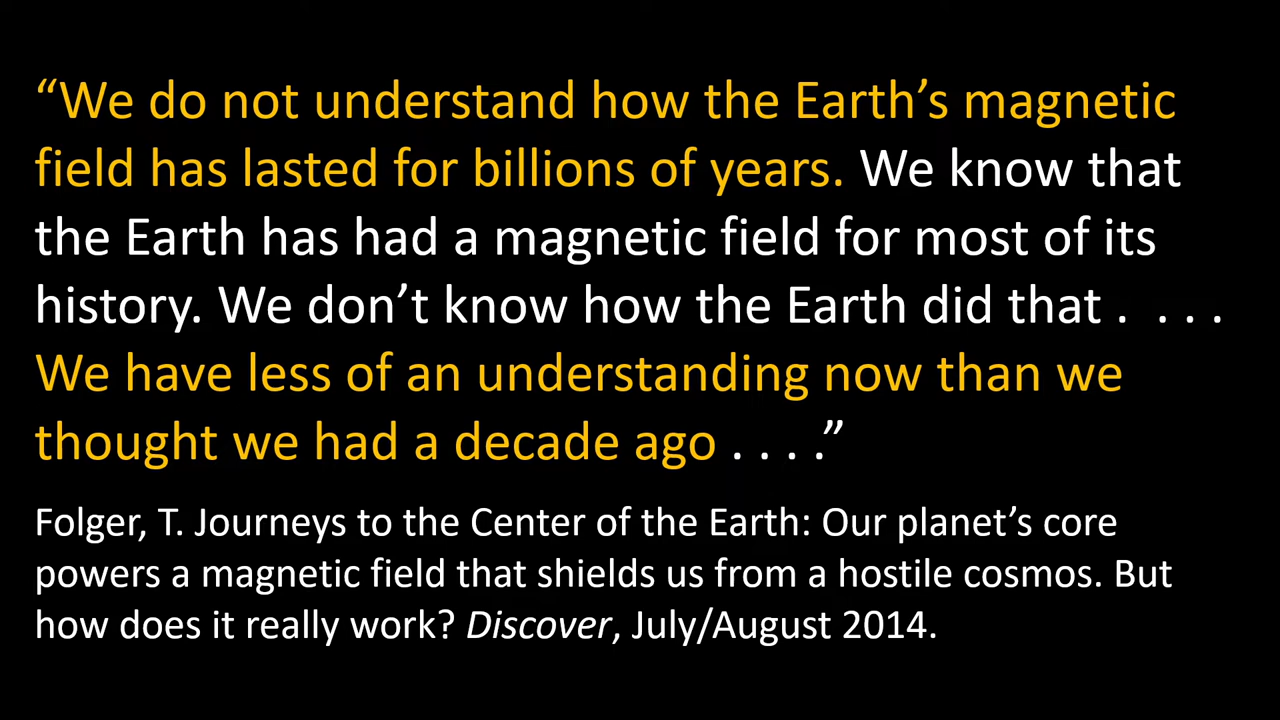 “We do not understand how the Earth’s magnetic
field has lasted for billions of years. We know that
the Earth has had a magnetic field for most of its
history. We don’t know how the Earth did that . . . . .
We have less of an understanding now than we
thought we had a decade ago . . . .”
Folger, T. Journeys to the Center of the Earth: Our planet’s core
powers a magnetic field that shields us from a hostile cosmos. But
how does it really work? Discover, July/August 2014.